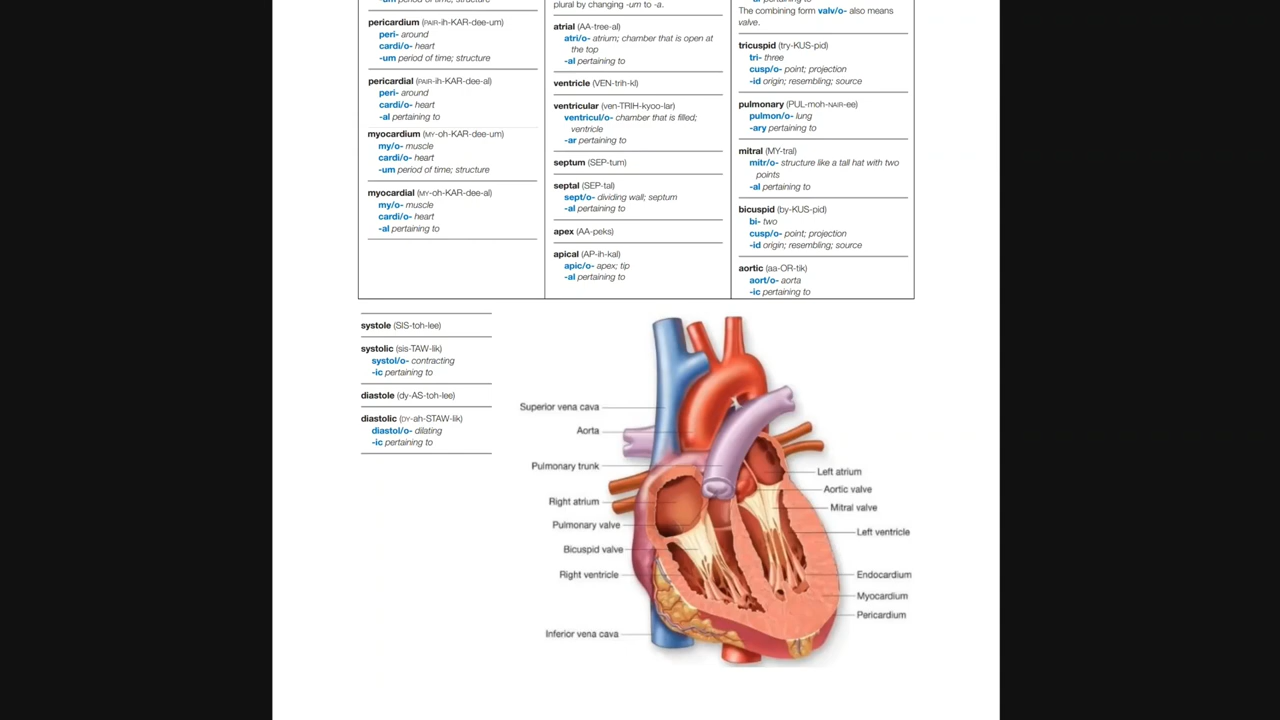 -um period of time; structure
pericardium (PAIR-ih-KAR-dee-um)
peri- around
cardi/o- heart
-um period of time; structure
pericardial (PAIR-ih-KAR-dee-al)
peri- around
cardi/o- heart
-al pertaining to
myocardium (MY-oh-KAR-dee-um)
my/o- muscle
cardi/o- heart
-um period of time; structure
myocardial (MY-oh-KAR-dee-al)
my/o- muscle
cardi/o- heart
-al pertaining to
plural by changing -um to -a.
atrial (AA-tree-al)
atri/o- atrium; chamber that is open at
the top
-al pertaining to
ventricle (VEN-trih-kl)
ventricular (ven-TRIH-kyoo-lar)
ventricul/o- chamber that is filled;
ventricle
-ar pertaining to
septum (SEP-tum)
septal (SEP-tal)
sept/o- dividing wall; septum
-al pertaining to
apex (AA-peks)
apical (AP-ih-kal)
apic/o- apex; tip
-al pertaining to
-al pertaining to
The combining form valv/o- also means
valve.
tricuspid (try-KUS-pid)
tri- three
cusp/o- point; projection
-id origin; resembling; source
pulmonary (PUL-moh-NAIR-ee)
pulmon/o- lung
-ary pertaining to
mitral (MY-tral)
mitr/o- structure like a tall hat with two
points
-al pertaining to
bicuspid (by-KUS-pid)
bi- two
cusp/o- point; projection
-id origin; resembling; source
aortic (aa-OR-tik)
aort/o- aorta
-ic pertaining to
systole (SIS-toh-lee)
systolic (sis-TAW-lik)
systol/o- contracting
-ic pertaining to
diastole (dy-AS-toh-lee)
diastolic (DY-ah-STAW-lik)
diastol/o- dilating
-ic pertaining to
Superior vena cava
Aorta
Pulmonary trunk
Right atrium
Pulmonary valve
Bicuspid valve
Right ventricle
Inferior vena cava
Left atrium
Aortic valve
Mitral valve
Left ventricle
Endocardium
Myocardium
Pericardium